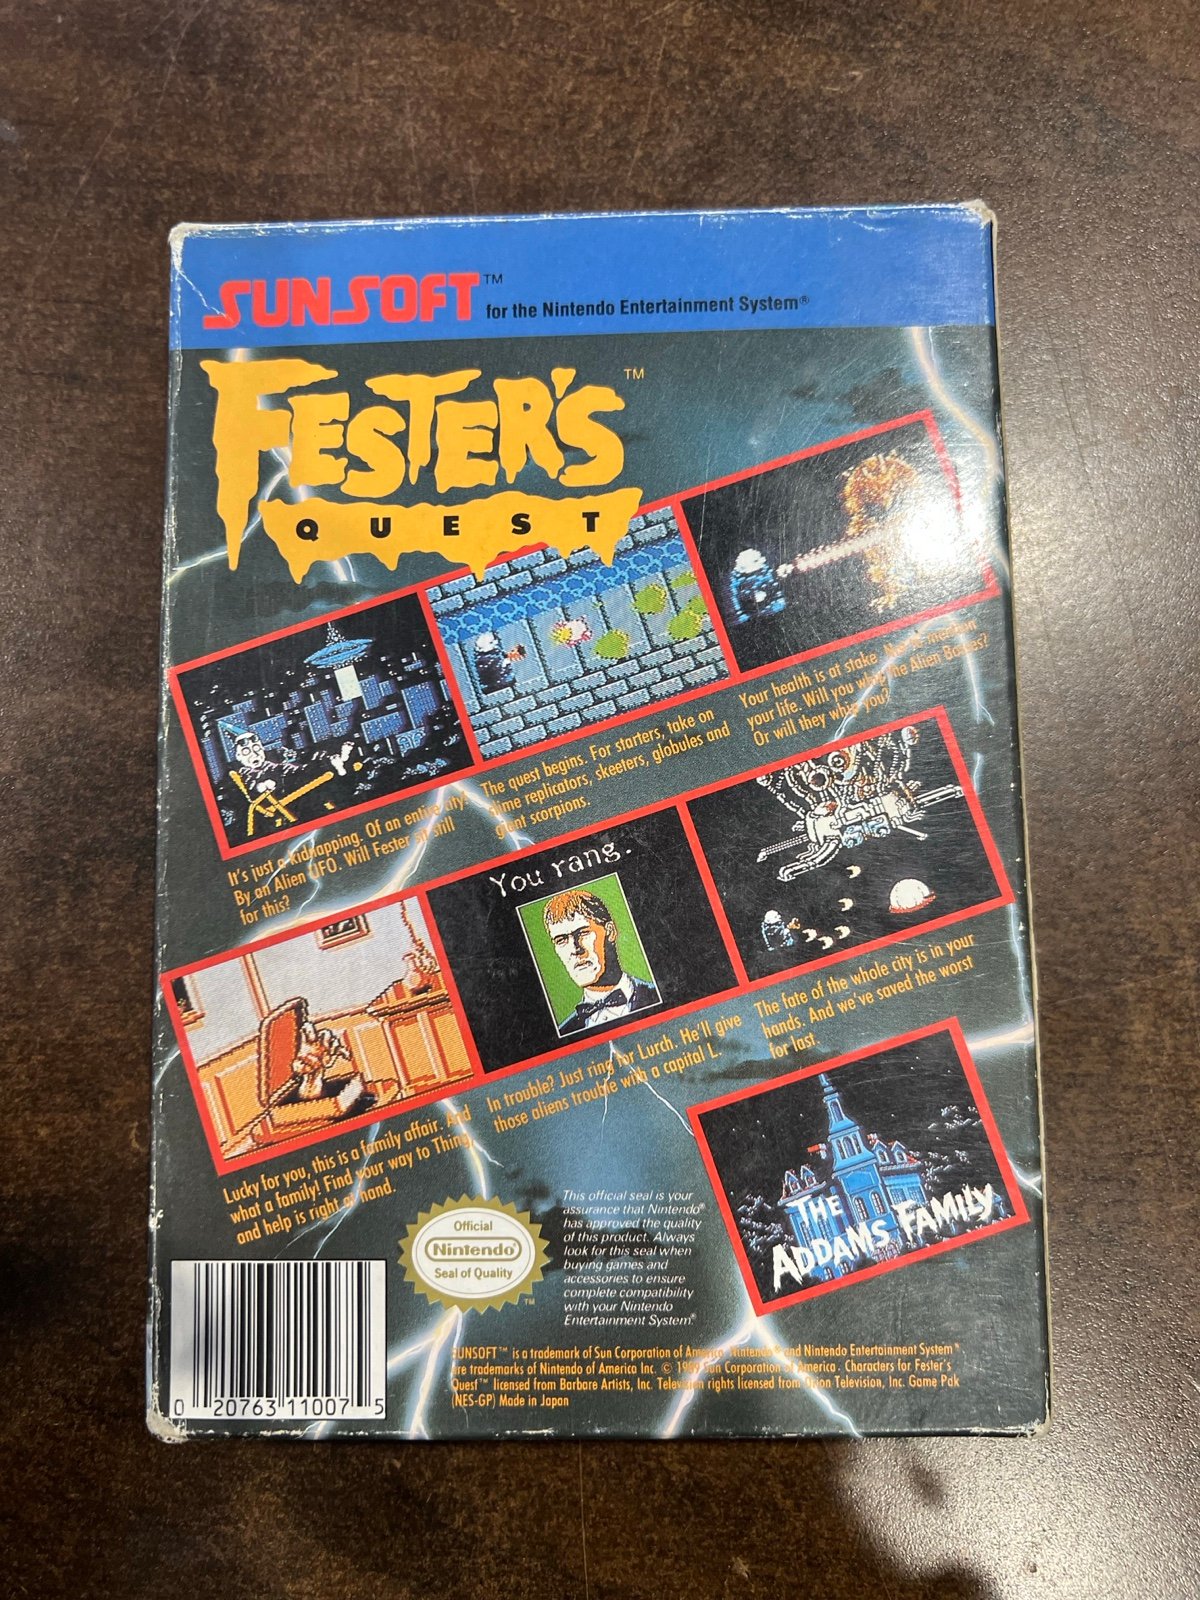 SUNSOFT™ for the Nintendo Entertainment System®
FESTER'S™
QUEST
It's just a kidnapping. Of an entire city.
By an Alien UFO. Will Fester sit still
for this?
The quest begins. For starters, take on
slime replicators, skeeters, globules and
giant scorpions.
Your health is at stake. Not to mention
your life. Will you whip the Alien Bosses?
Or will they whip you?
You rang.
Lucky for you, this is a family affair. And
what a family! Find your way to Thing,
and help is right at hand.
In trouble? Just ring for Lurch. He'll give
those aliens trouble with a capital L.
The fate of the whole city is in your
hands. And we've saved the worst
for last.
THE
ADDAMS FAMILY
Official
Nintendo®
Seal of Quality
TM
This official seal is your
assurance that Nintendo®
has approved the quality
of this product. Always
look for this seal when
buying games and
accessories to ensure
complete compatibility
with your Nintendo
Entertainment System®
SUNSOFT™ is a trademark of Sun Corporation of America. Nintendo® and Nintendo Entertainment System®
are trademarks of Nintendo of America Inc. © 1989 Sun Corporation of America. Characters for Fester's
Quest™ licensed from Barbare Artists, Inc. Television rights licensed from Orion Television, Inc. Game Pak
(NES-GP) Made in Japan
0 20763 11007 5